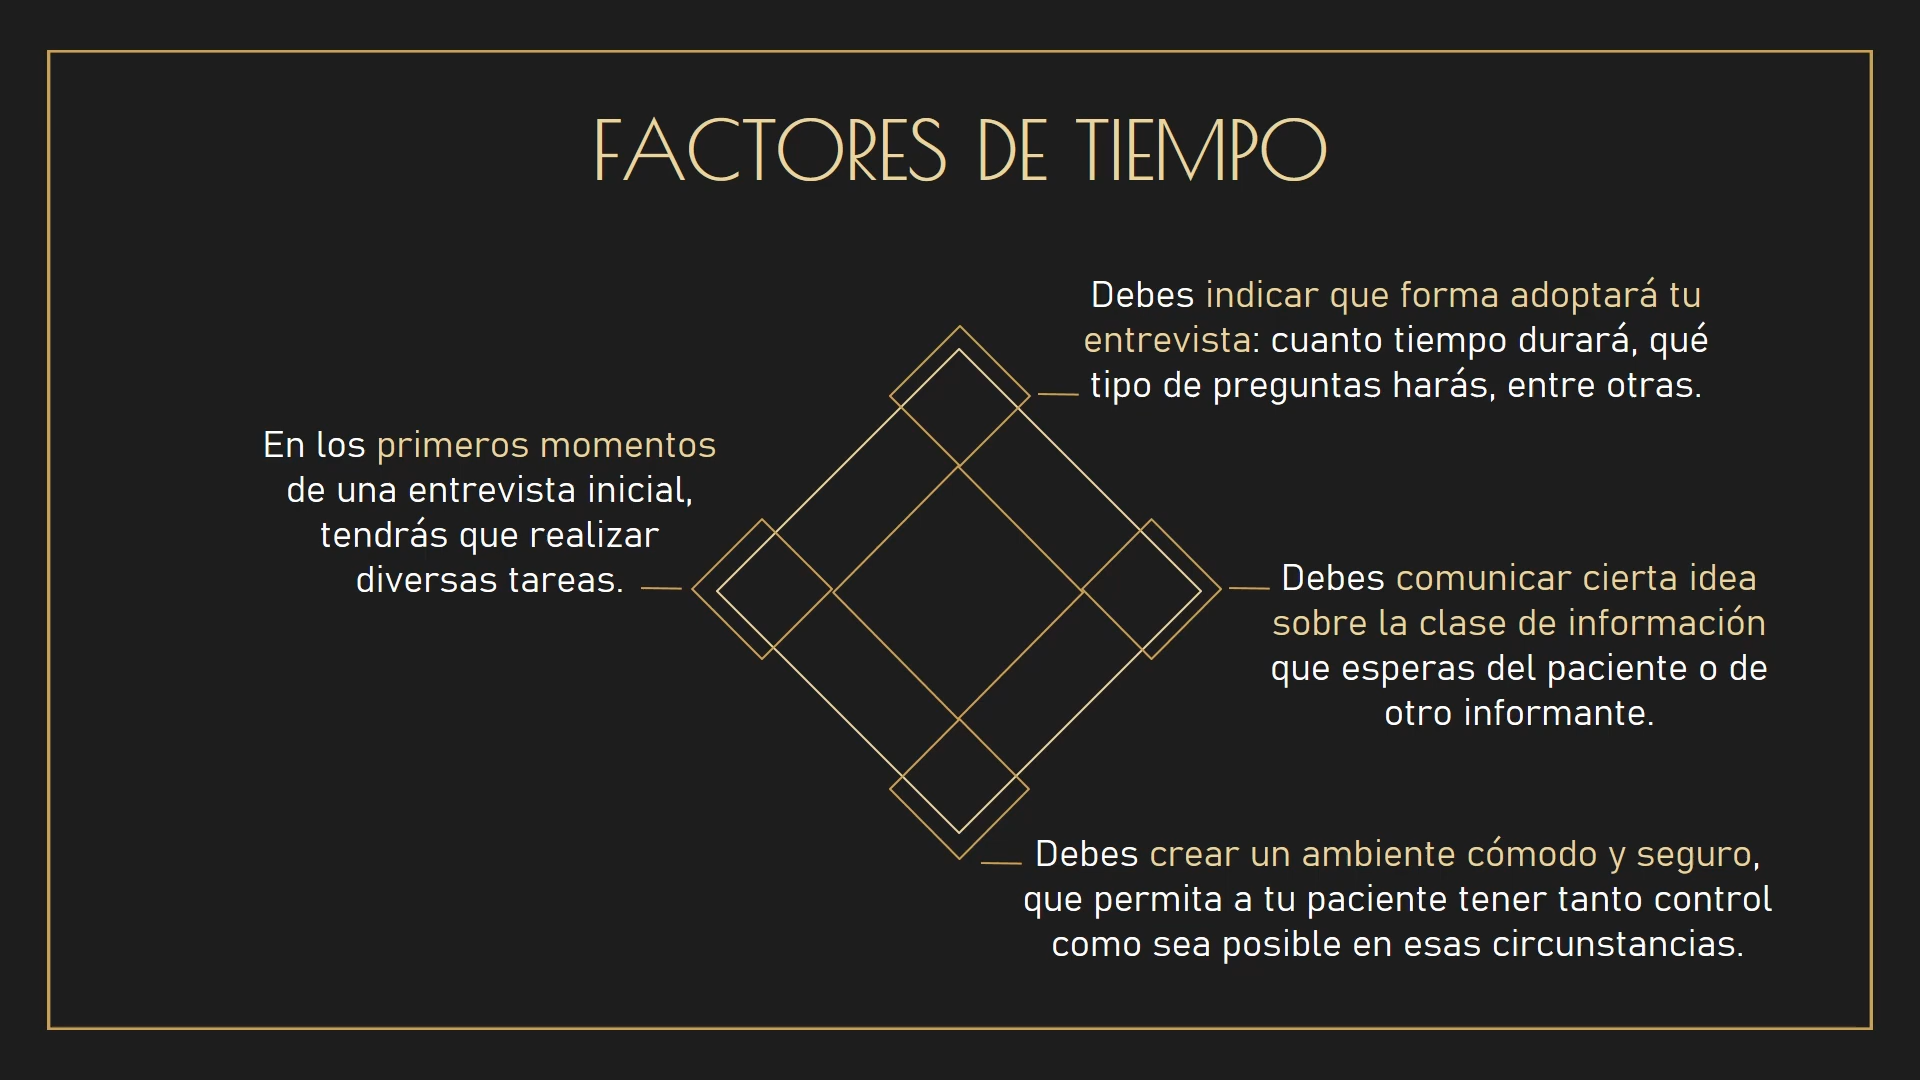 FACTORES DE TIEMPO
En los primeros momentos
de una entrevista inicial,
tendrás que realizar
diversas tareas.
Debes indicar que forma adoptará tu
entrevista: cuanto tiempo durará, qué
tipo de preguntas harás, entre otras.
Debes comunicar cierta idea
sobre la clase de información
que esperas del paciente o de
otro informante.
Debes crear un ambiente cómodo y seguro,
que permita a tu paciente tener tanto control
como sea posible en esas circunstancias.